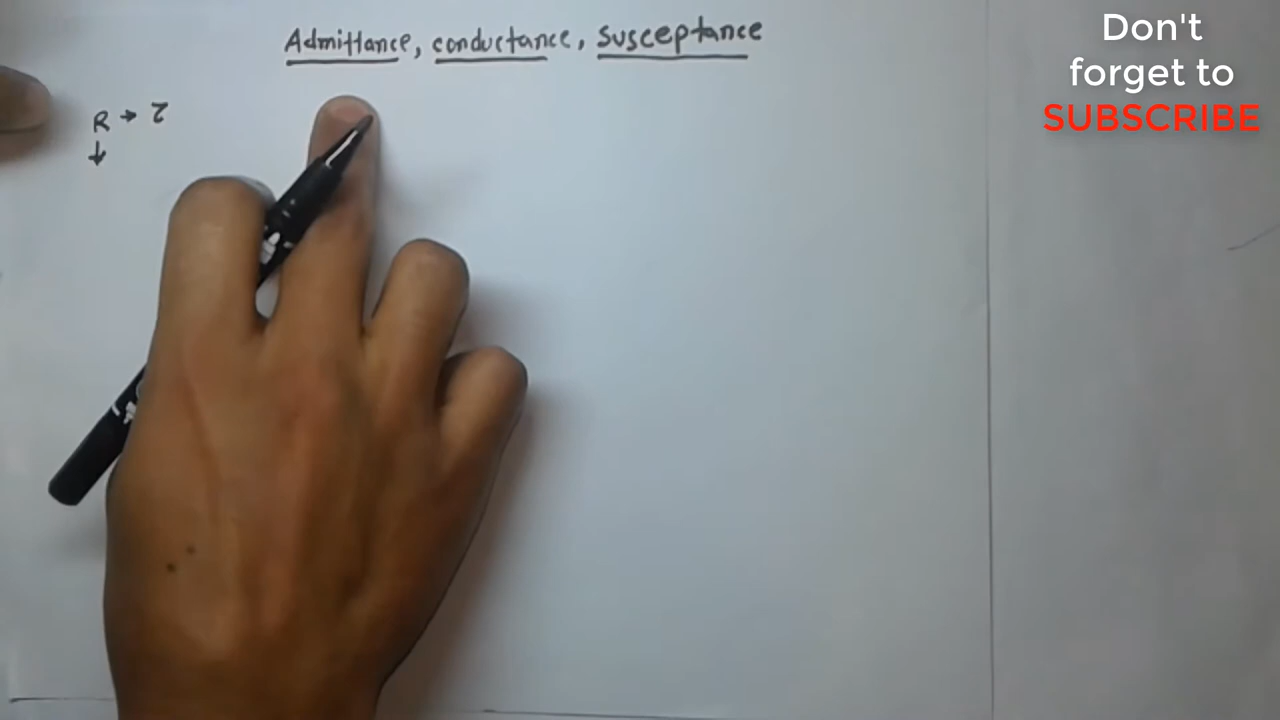 Admittance, conductance, susceptance
R → Z
↓
Don't
forget to
SUBSCRIBE